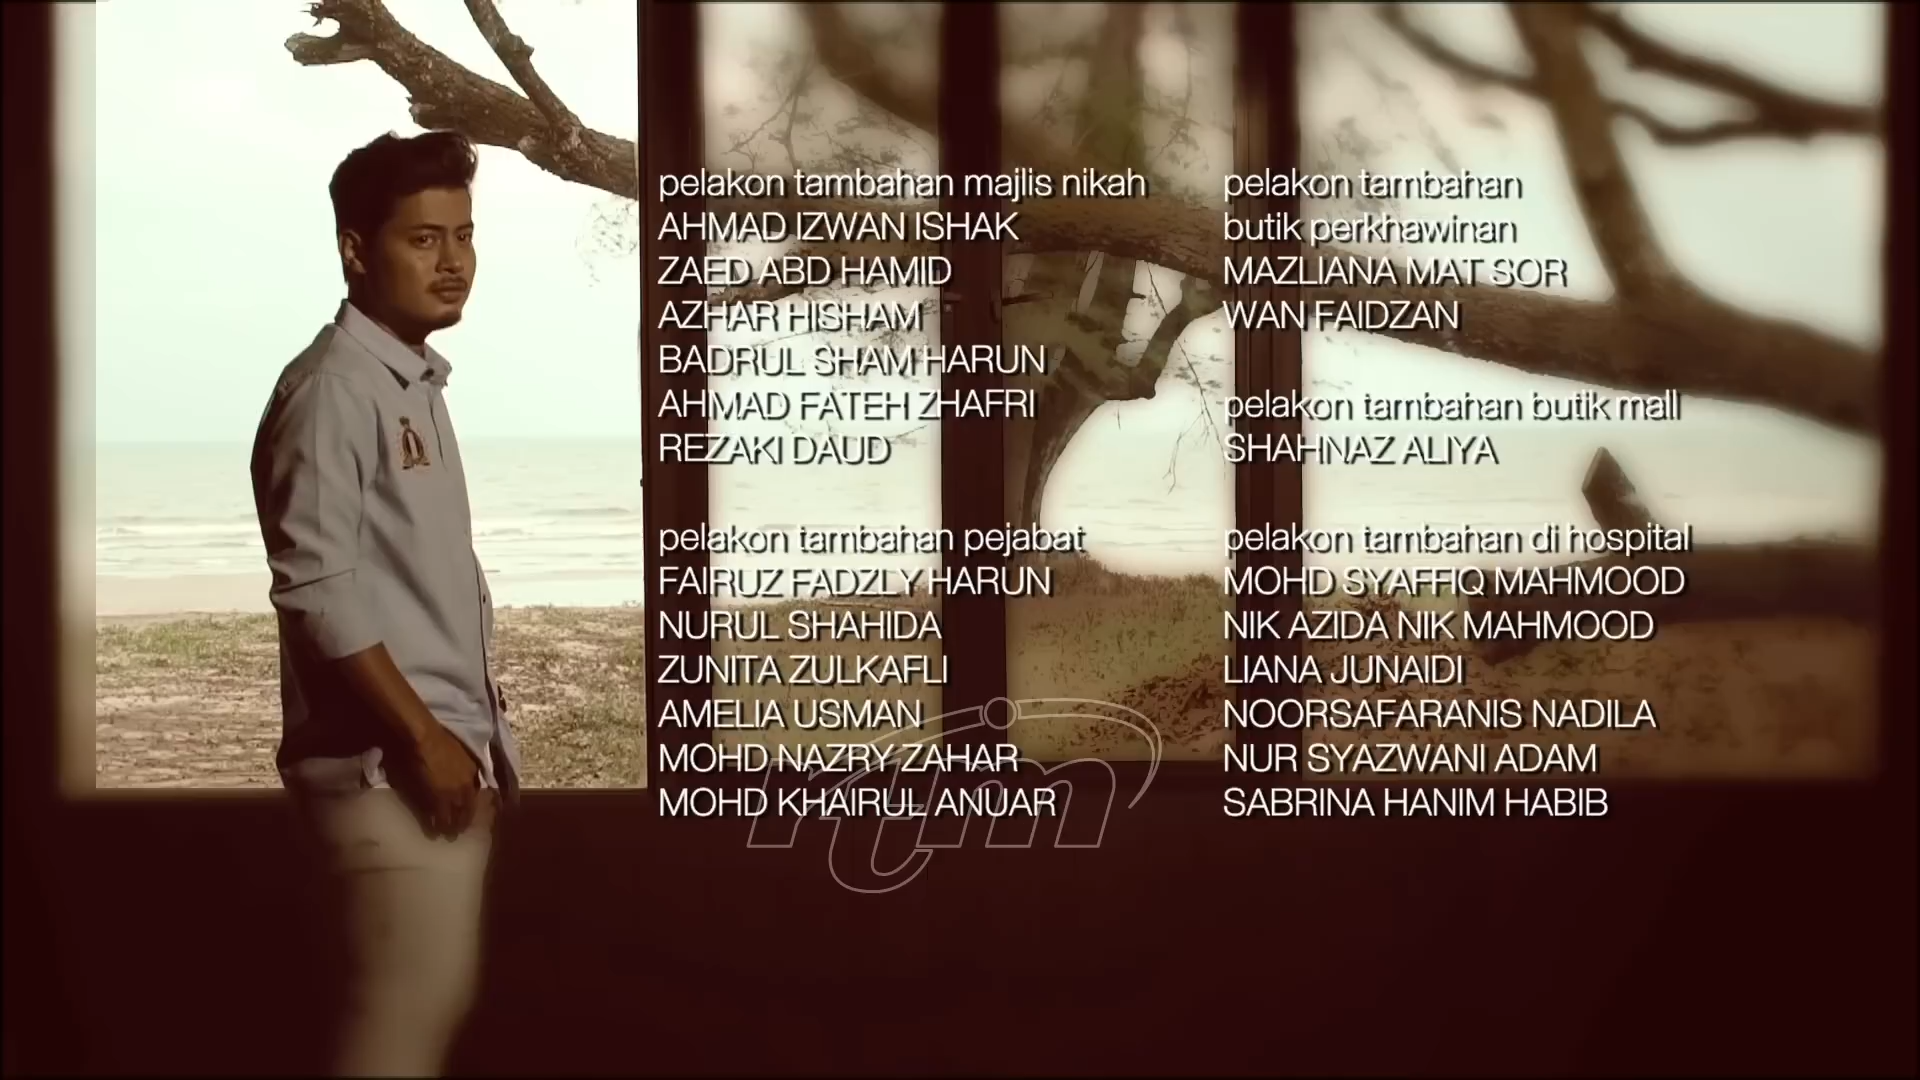 pelakon tambahan majlis nikah
AHMAD IZWAN ISHAK
ZAED ABD HAMID
AZHAR HISHAM
BADRUL SHAM HARUN
AHMAD FATEH ZHAFRI
REZAKI DAUD
pelakon tambahan pejabat
FAIRUZ FADZLY HARUN
NURUL SHAHIDA
ZUNITA ZULKAFLI
AMELIA USMAN
MOHD NAZRY ZAHAR
MOHD KHAIRUL ANUAR
pelakon tambahan
butik perkhawinan
MAZLIANA MAT SOR
WAN FAIDZAN
pelakon tambahan butik mall
SHAHNAZ ALIYA
pelakon tambahan di hospital
MOHD SYAFFIQ MAHMOOD
NIK AZIDA NIK MAHMOOD
LIANA JUNAIDI
NOORSAFARANIS NADILA
NUR SYAZWANI ADAM
SABRINA HANIM HABIB
rtm